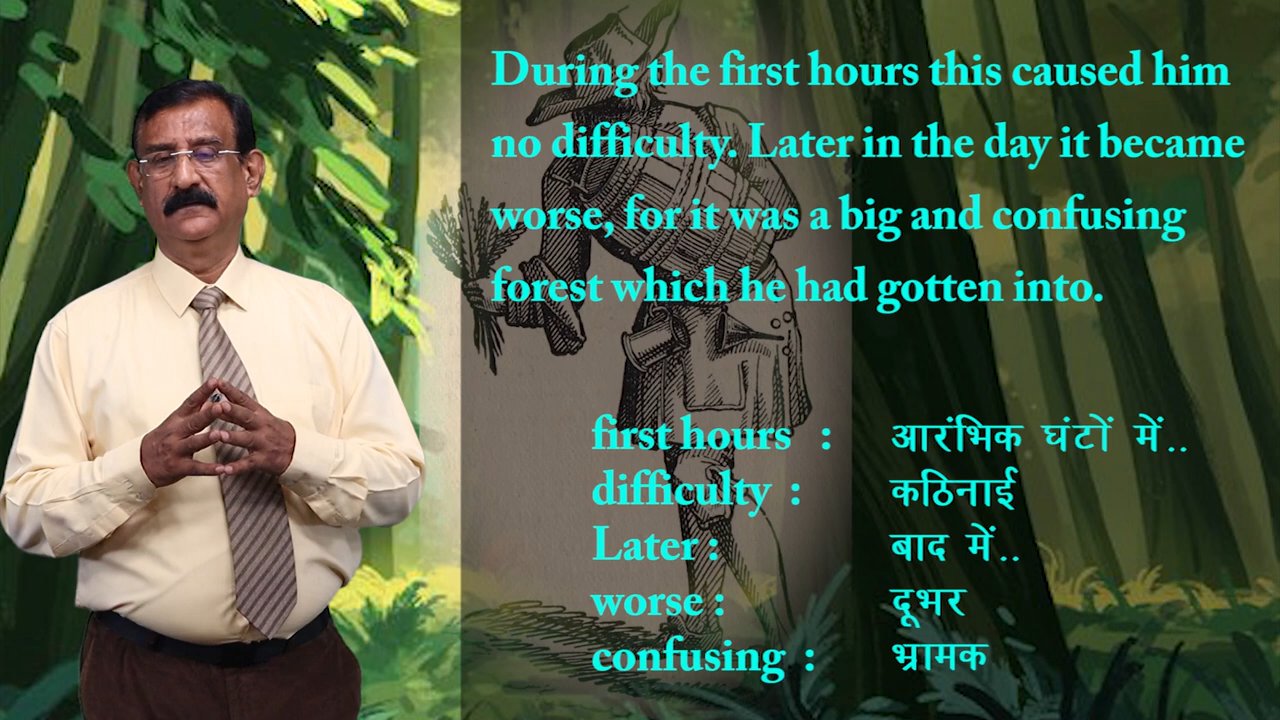 During the first hours this caused him
no difficulty. Later in the day it became
worse, for it was a big and confusing
forest which he had gotten into.
first hours : आरंभिक घंटों में..
difficulty : कठिनाई
Later : बाद में..
worse : दूभर
confusing : भ्रामक